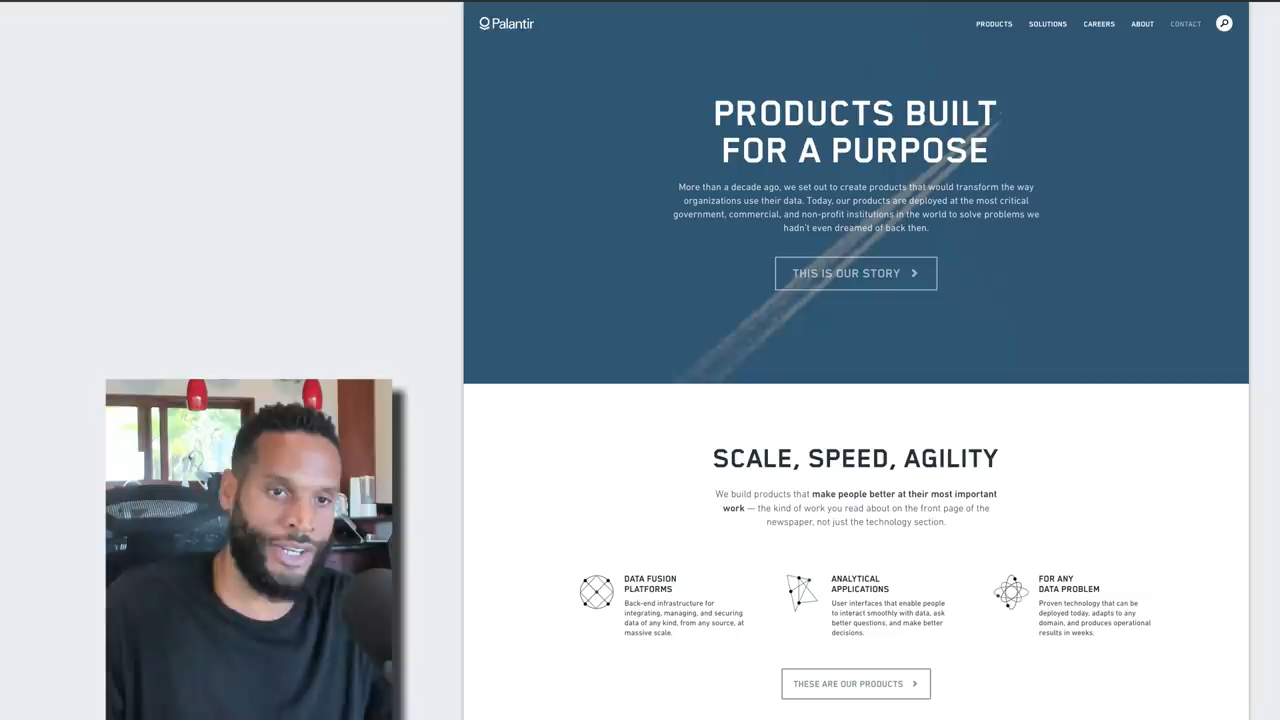 Palantir
PRODUCTS
SOLUTIONS
CAREERS
ABOUT
CONTACT
PRODUCTS BUILT
FOR A PURPOSE
More than a decade ago, we set out to create products that would transform the way
organizations use their data. Today, our products are deployed at the most critical
government, commercial, and non-profit institutions in the world to solve problems we
hadn't even dreamed of back then.
THIS IS OUR STORY
SCALE, SPEED, AGILITY
We build products that make people better at their most important
work — the kind of work you read about on the front page of the
newspaper, not just the technology section.
DATA FUSION
PLATFORMS
Back-end infrastructure for
integrating, managing, and securing
data of any kind, from any source, at
massive scale.
ANALYTICAL
APPLICATIONS
User interfaces that enable people
to interact smoothly with data, ask
better questions, and make better
decisions.
FOR ANY
DATA PROBLEM
Proven technology that can be
deployed today, adapts to any
domain, and produces operational
results in weeks.
THESE ARE OUR PRODUCTS